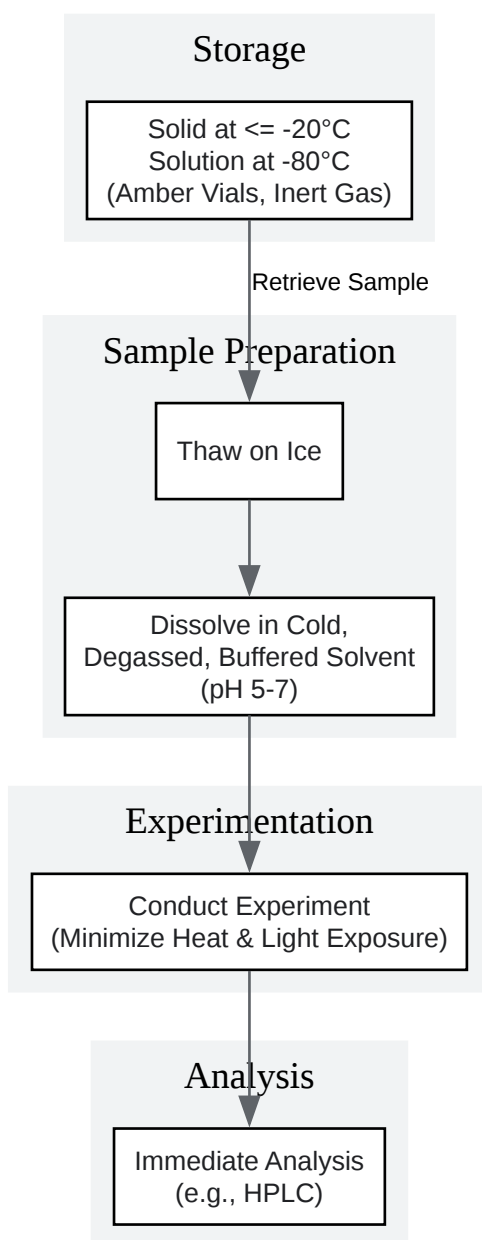 Storage
Solid at <= -20°C
Solution at -80°C
(Amber Vials, Inert Gas)
Retrieve Sample
Sample Preparation
Thaw on Ice
Dissolve in Cold,
Degassed, Buffered Solvent
(pH 5-7)
Experimentation
Conduct Experiment
(Minimize Heat & Light Exposure)
Analysis
Immediate Analysis
(e.g., HPLC)